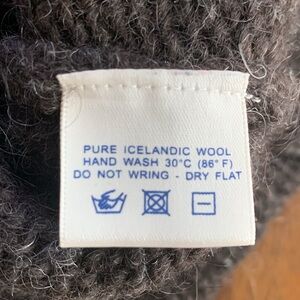 PURE ICELANDIC WOOL
HAND WASH 30°C (86°F)
DO NOT WRING - DRY FLAT